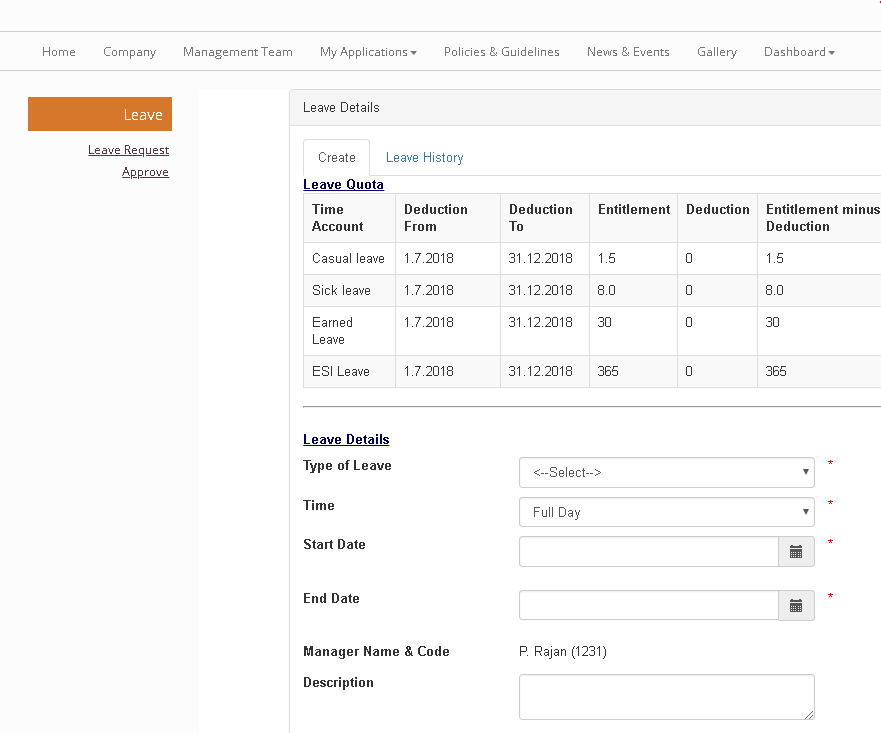 Home Company Management Team My Applications Policies & Guidelines News & Events Gallery Dashboard
Leave
Leave Request
Approve
Leave Details
Create Leave History
Leave Quota
Time Account Deduction From Deduction To Entitlement Deduction Entitlement minus Deduction
Casual leave 1.7.2018 31.12.2018 1.5 0 1.5
Sick leave 1.7.2018 31.12.2018 8.0 0 8.0
Earned Leave 1.7.2018 31.12.2018 30 0 30
ESI Leave 1.7.2018 31.12.2018 365 0 365
Leave Details
Type of Leave <--Select--> *
Time Full Day *
Start Date *
End Date *
Manager Name & Code P. Rajan (1231)
Description